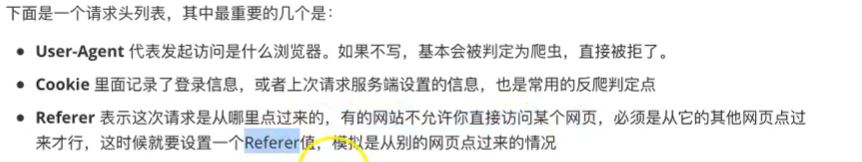 下面是一个请求头列表，其中最重要的几个是：
• User-Agent 代表发起访问是什么浏览器。如果不写，基本会被判定为爬虫，直接被拒了。
• Cookie 里面记录了登录信息，或者上次请求服务端设置的信息，也是常用的反爬判定点
• Referer 表示这次请求是从哪里点过来的，有的网站不允许你直接访问某个网页，必须是从它的其他网页点过
来才行，这时候就要设置一个Referer值，模拟是从别的网页点过来的情况